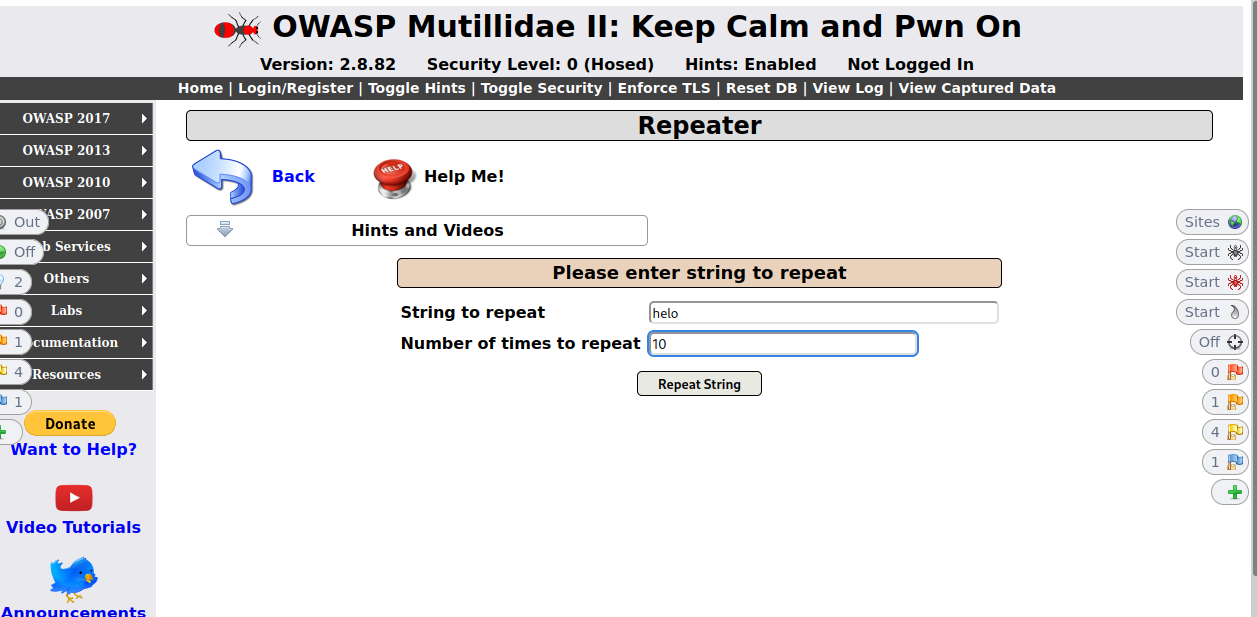 OWASP Mutillidae II: Keep Calm and Pwn On
Version: 2.8.82 Security Level: 0 (Hosed) Hints: Enabled Not Logged In
Home | Login/Register | Toggle Hints | Toggle Security | Enforce TLS | Reset DB | View Log | View Captured Data
OWASP 2017
OWASP 2013
OWASP 2010
ASP 2007
b Services
Others
Labs
cumentation
Resources
Out
Off
2
0
1
4
1
Donate
Want to Help?
Video Tutorials
Announcements
Repeater
Back
HELP
Help Me!
Hints and Videos
Please enter string to repeat
String to repeat helo
Number of times to repeat 10
Repeat String
Sites
Start
Start
Start
Off
0
1
4
1